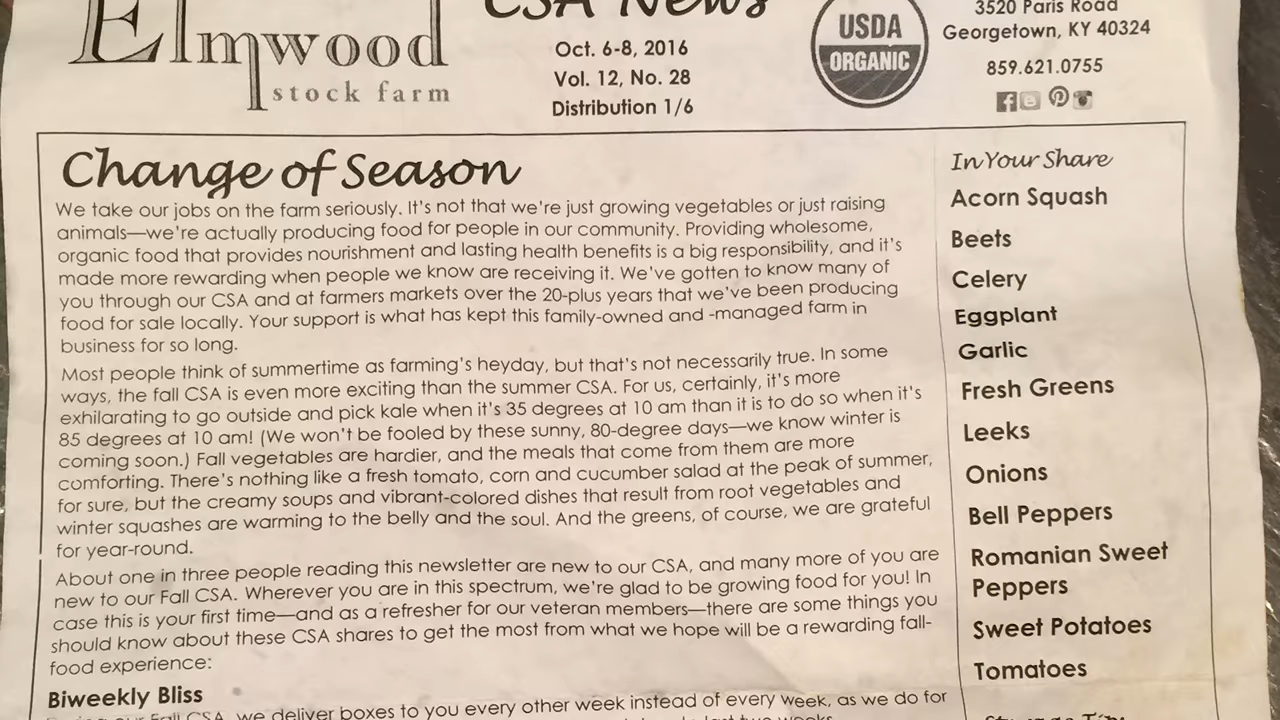 Elmwood
stock farm
CSA News
Oct. 6-8, 2016
Vol. 12, No. 28
Distribution 1/6
USDA
ORGANIC
3520 Paris Road
Georgetown, KY 40324
859.621.0755
Change of Season
We take our jobs on the farm seriously. It's not that we're just growing vegetables or just raising
animals—we're actually producing food for people in our community. Providing wholesome,
organic food that provides nourishment and lasting health benefits is a big responsibility, and it's
made more rewarding when people we know are receiving it. We've gotten to know many of
you through our CSA and at farmers markets over the 20-plus years that we've been producing
food for sale locally. Your support is what has kept this family-owned and -managed farm in
business for so long.
Most people think of summertime as farming's heyday, but that's not necessarily true. In some
ways, the fall CSA is even more exciting than the summer CSA. For us, certainly, it's more
exhilarating to go outside and pick kale when it's 35 degrees at 10 am than it is to do so when it's
85 degrees at 10 am! (We won't be fooled by these sunny, 80-degree days—we know winter is
coming soon.) Fall vegetables are hardier, and the meals that come from them are more
comforting. There's nothing like a fresh tomato, corn and cucumber salad at the peak of summer,
for sure, but the creamy soups and vibrant-colored dishes that result from root vegetables and
winter squashes are warming to the belly and the soul. And the greens, of course, we are grateful
for year-round.
About one in three people reading this newsletter are new to our CSA, and many more of you are
new to our Fall CSA. Wherever you are in this spectrum, we're glad to be growing food for you! In
case this is your first time—and as a refresher for our veteran members—there are some things you
should know about these CSA shares to get the most from what we hope will be a rewarding fall-
food experience:
Biweekly Bliss
our Fall CSA, we deliver boxes to you every other week instead of every week, as we do for
two weeks
In Your Share
Acorn Squash
Beets
Celery
Eggplant
Garlic
Fresh Greens
Leeks
Onions
Bell Peppers
Romanian Sweet
Peppers
Sweet Potatoes
Tomatoes